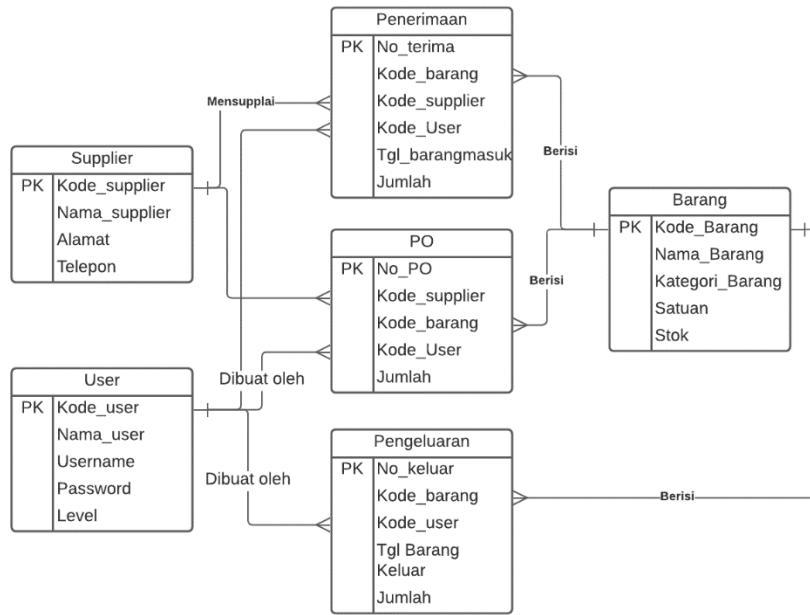 Penerimaan
PK No_terima
Kode_barang
Kode_supplier
Kode_User
Tgl_barangmasuk
Jumlah
Mensupplai
Berisi
Supplier
PK Kode_supplier
Nama_supplier
Alamat
Telepon
Barang
PK Kode_Barang
Nama_Barang
Kategori_Barang
Satuan
Stok
PO
PK No_PO
Kode_supplier
Kode_barang
Kode_User
Jumlah
Berisi
Dibuat oleh
User
PK Kode_user
Nama_user
Username
Password
Level
Dibuat oleh
Pengeluaran
PK No_keluar
Kode_barang
Kode_user
Tgl Barang
Keluar
Jumlah
Berisi